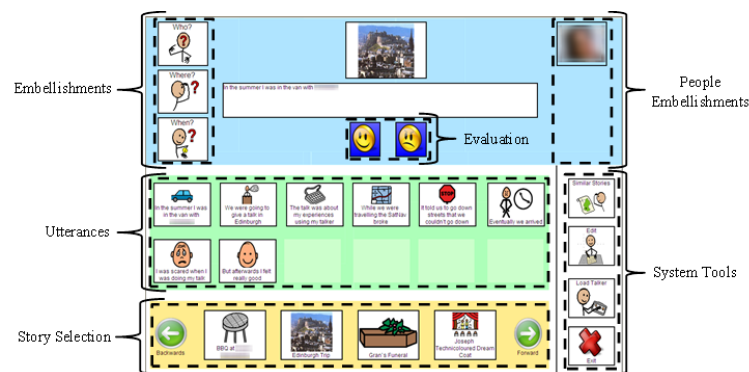 Who?
Embellishments
Where?
When?
In the summer I was in the van with
Evaluation
People
Embellishments
Utterances
In the summer I was
in the van with
We were going to
give a talk in
Edinburgh
The talk was about
my experiences
using my talker
While we were
travelling the SatNav
broke
It told us to go down
streets that we
couldn't go down
Eventually we arrived
I was scared when I
was doing my talk
But afterwards I felt
really good
Similar Stories
Edit
Load Talker
Exit
System Tools
Story Selection
Backwards
BBQ at
Edinburgh Trip
Gran's Funeral
Joseph
Technicoloured Dream
Coat
Forward